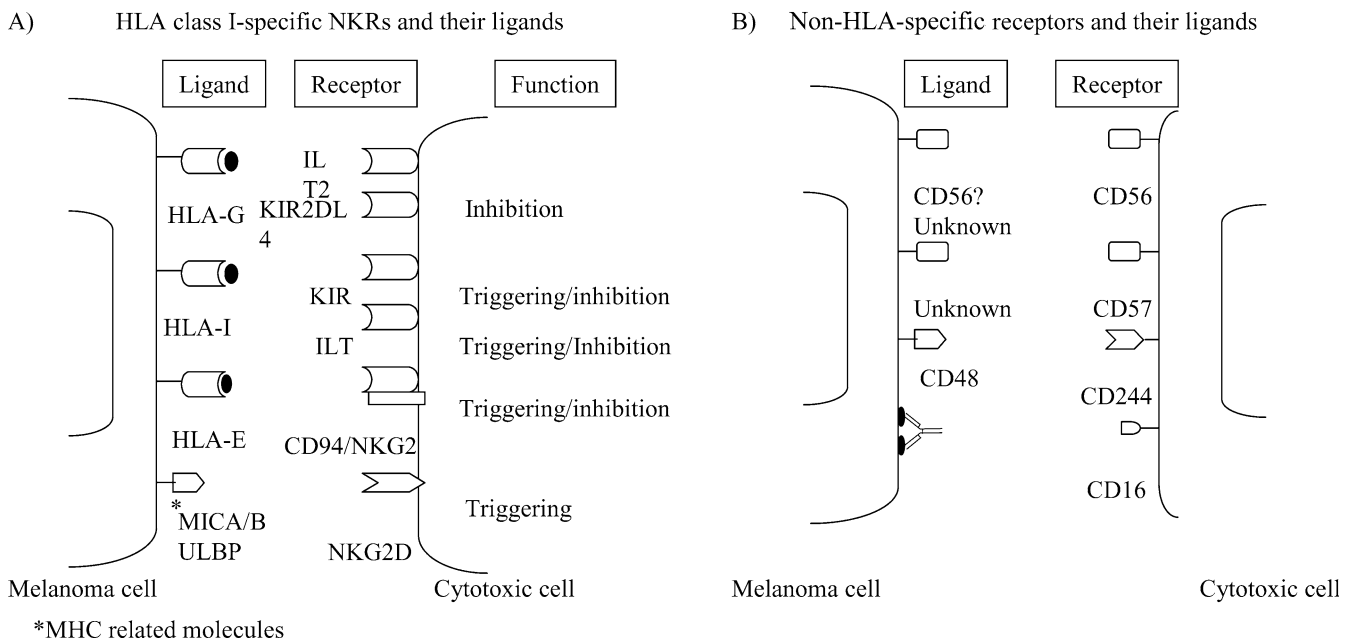 A) HLA class I-specific NKRs and their ligands
Ligand Receptor Function
IL
T2
HLA-G KIR2DL Inhibition
4
KIR Triggering/inhibition
HLA-I
ILT Triggering/Inhibition
Triggering/inhibition
HLA-E CD94/NKG2
*MICA/B Triggering
ULBP NKG2D
Melanoma cell Cytotoxic cell
*MHC related molecules
B) Non-HLA-specific receptors and their ligands
Ligand Receptor
CD56? CD56
Unknown
Unknown CD57
CD48
CD244
CD16
Melanoma cell Cytotoxic cell